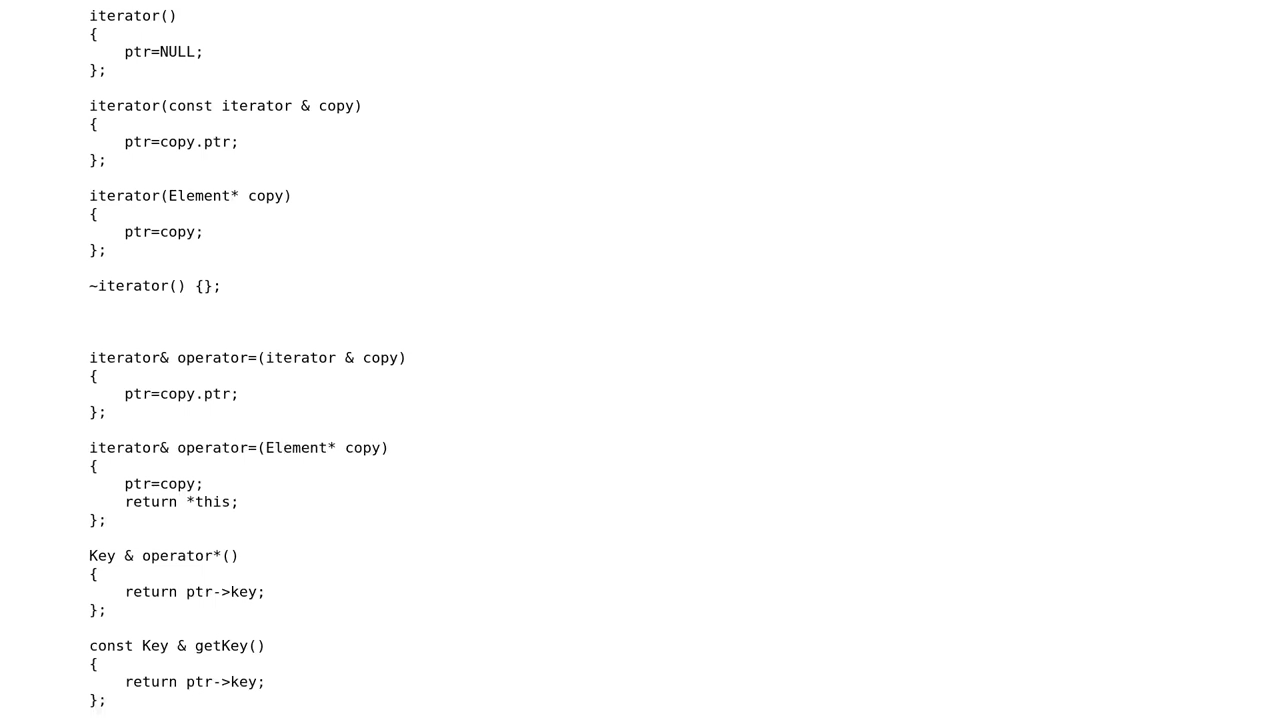 iterator()
{
    ptr=NULL;
};

iterator(const iterator & copy)
{
    ptr=copy.ptr;
};

iterator(Element* copy)
{
    ptr=copy;
};

~iterator() {};

iterator& operator=(iterator & copy)
{
    ptr=copy.ptr;
};

iterator& operator=(Element* copy)
{
    ptr=copy;
    return *this;
};

Key & operator*()
{
    return ptr->key;
};

const Key & getKey()
{
    return ptr->key;
};